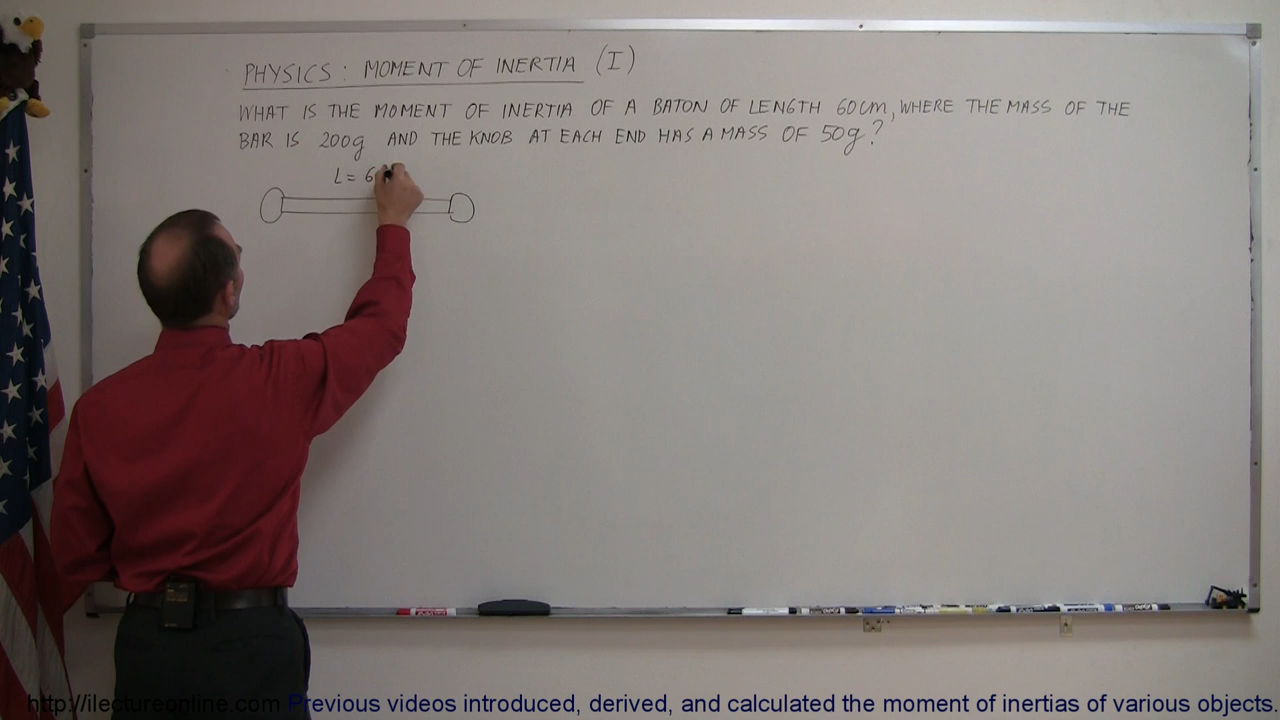 PHYSICS: MOMENT OF INERTIA (I)
WHAT IS THE MOMENT OF INERTIA OF A BATON OF LENGTH 60cm, WHERE THE MASS OF THE
BAR IS 200g AND THE KNOB AT EACH END HAS A MASS OF 50g?
L = 6
http://ilectureonline.com Previous videos introduced, derived, and calculated the moment of inertias of various objects.